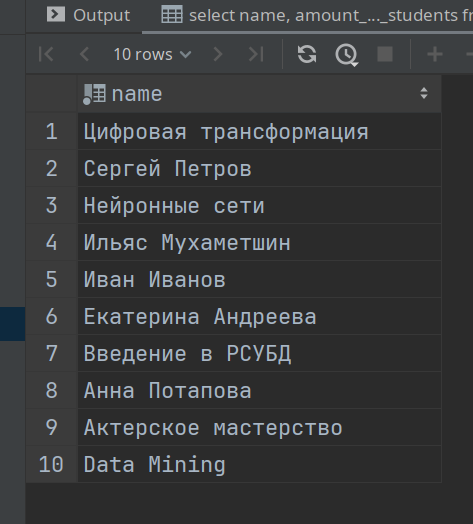 Output
select name, amount_..._students fr
10 rows
name
1 Цифровая трансформация
2 Сергей Петров
3 Нейронные сети
4 Ильяс Мухаметшин
5 Иван Иванов
6 Екатерина Андреева
7 Введение в РСУБД
8 Анна Потапова
9 Актерское мастерство
10 Data Mining